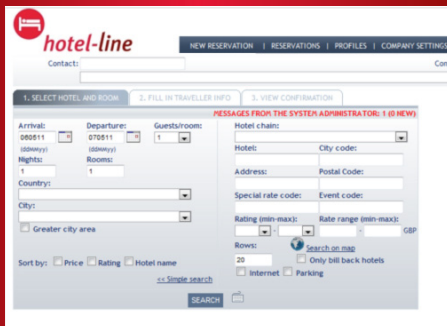 hotel-line
NEW RESERVATION | RESERVATIONS | PROFILES | COMPANY SETTINGS
Contact:
Con
1. SELECT HOTEL AND ROOM 2. FILL IN TRAVELLER INFO 3. VIEW CONFIRMATION
MESSAGES FROM THE SYSTEM ADMINISTRATOR: 1 (0 NEW)
Arrival: Departure: Guests/room: Hotel chain:
060511 070511 1
(ddmmyy) (ddmmyy) Hotel: City code:
Nights: Rooms:
1 1
Address: Postal Code:
Country:
Special rate code: Event code:
City:
Rating (min-max): Rate range (min-max):
Greater city area - - GBP
Rows: Search on map
20 Only bill back hotels
Sort by: Price Rating Hotel name Internet Parking
<< Simple search
SEARCH